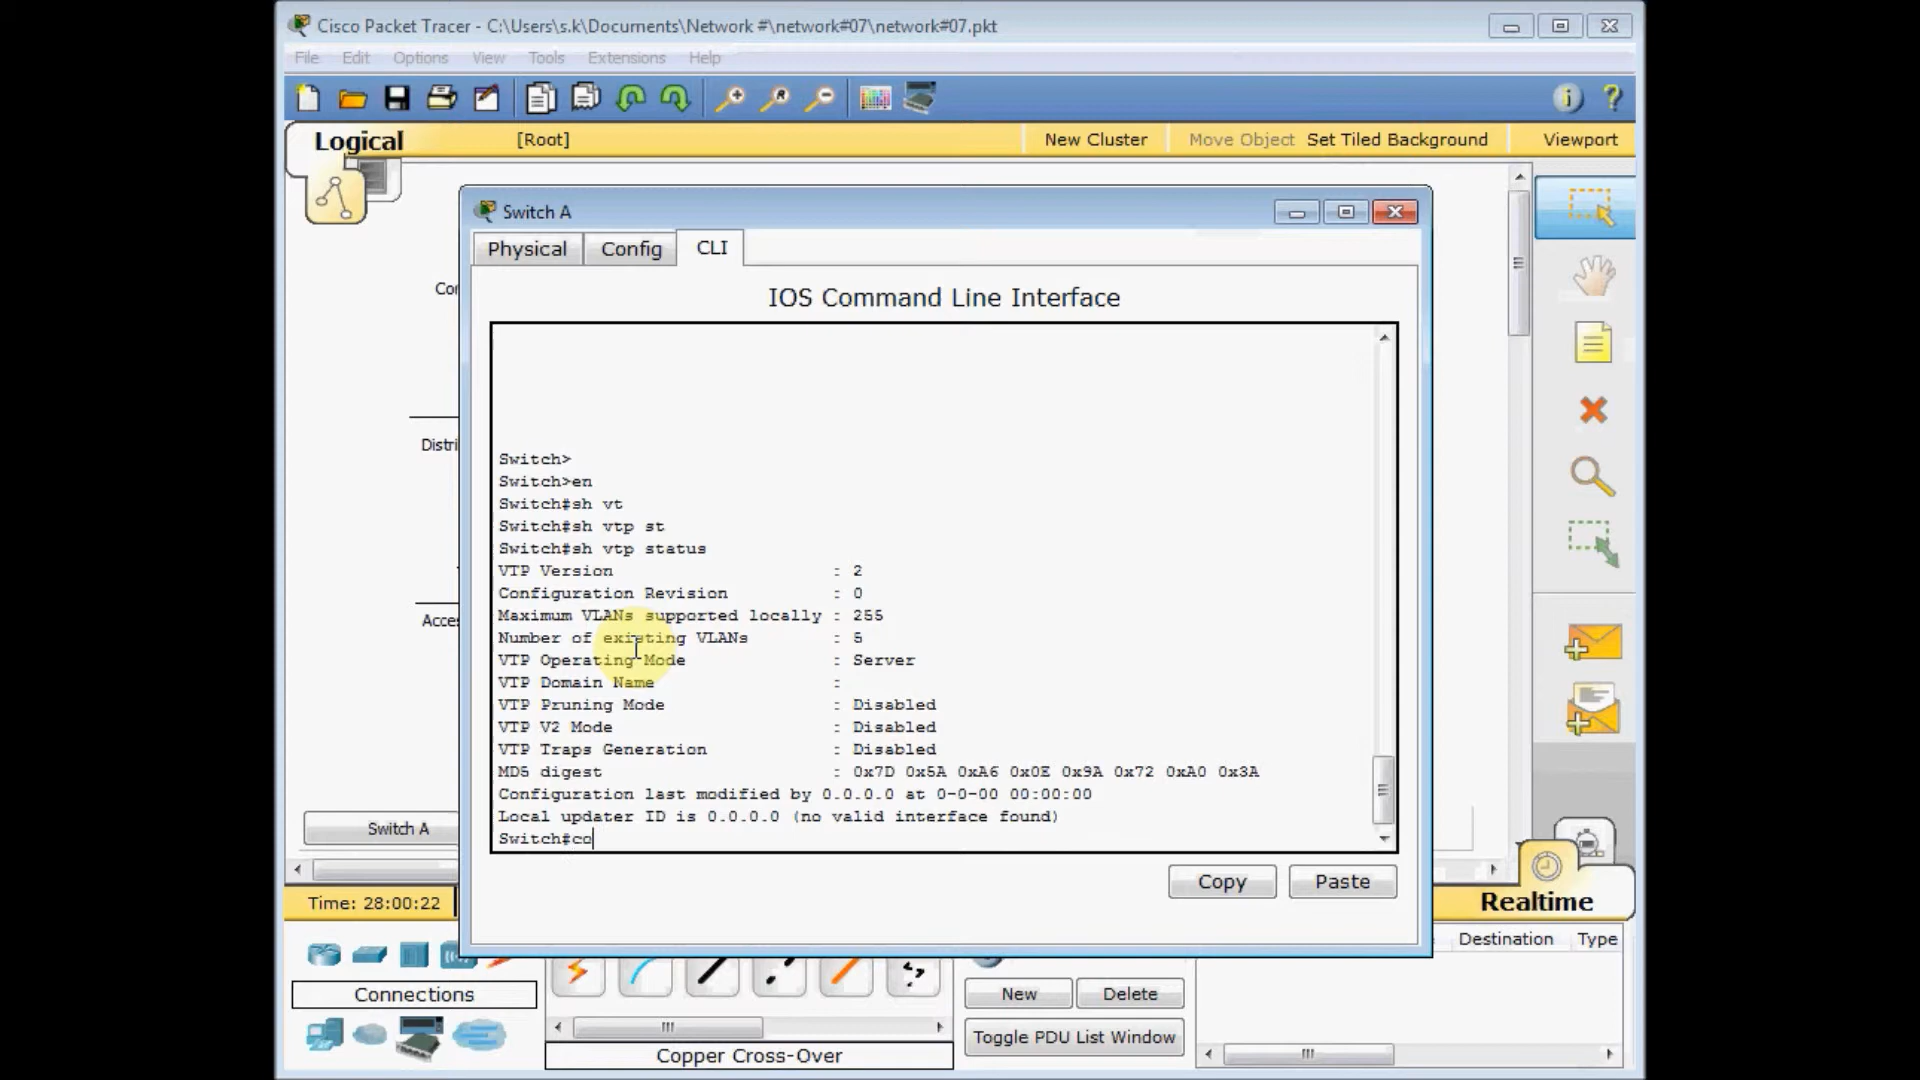 Cisco Packet Tracer - C:\Users\s.k\Documents\Network #\network#07\network#07.pkt
File Edit Options View Tools Extensions Help
Logical [Root] New Cluster Move Object Set Tiled Background Viewport
Switch A
Physical Config CLI
IOS Command Line Interface
Switch>
Switch>en
Switch#sh vt
Switch#sh vtp st
Switch#sh vtp status
VTP Version : 2
Configuration Revision : 0
Maximum VLANs supported locally : 255
Number of existing VLANs : 5
VTP Operating Mode : Server
VTP Domain Name :
VTP Pruning Mode : Disabled
VTP V2 Mode : Disabled
VTP Traps Generation : Disabled
MD5 digest : 0x7D 0x5A 0xA6 0x0E 0x9A 0x72 0xA0 0x3A
Configuration last modified by 0.0.0.0 at 0-0-00 00:00:00
Local updater ID is 0.0.0.0 (no valid interface found)
Switch#co
Copy Paste
Cor
Distri
Acces
Switch A
Time: 28:00:22
Realtime
Destination Type
Connections
New Delete
Toggle PDU List Window
Copper Cross-Over